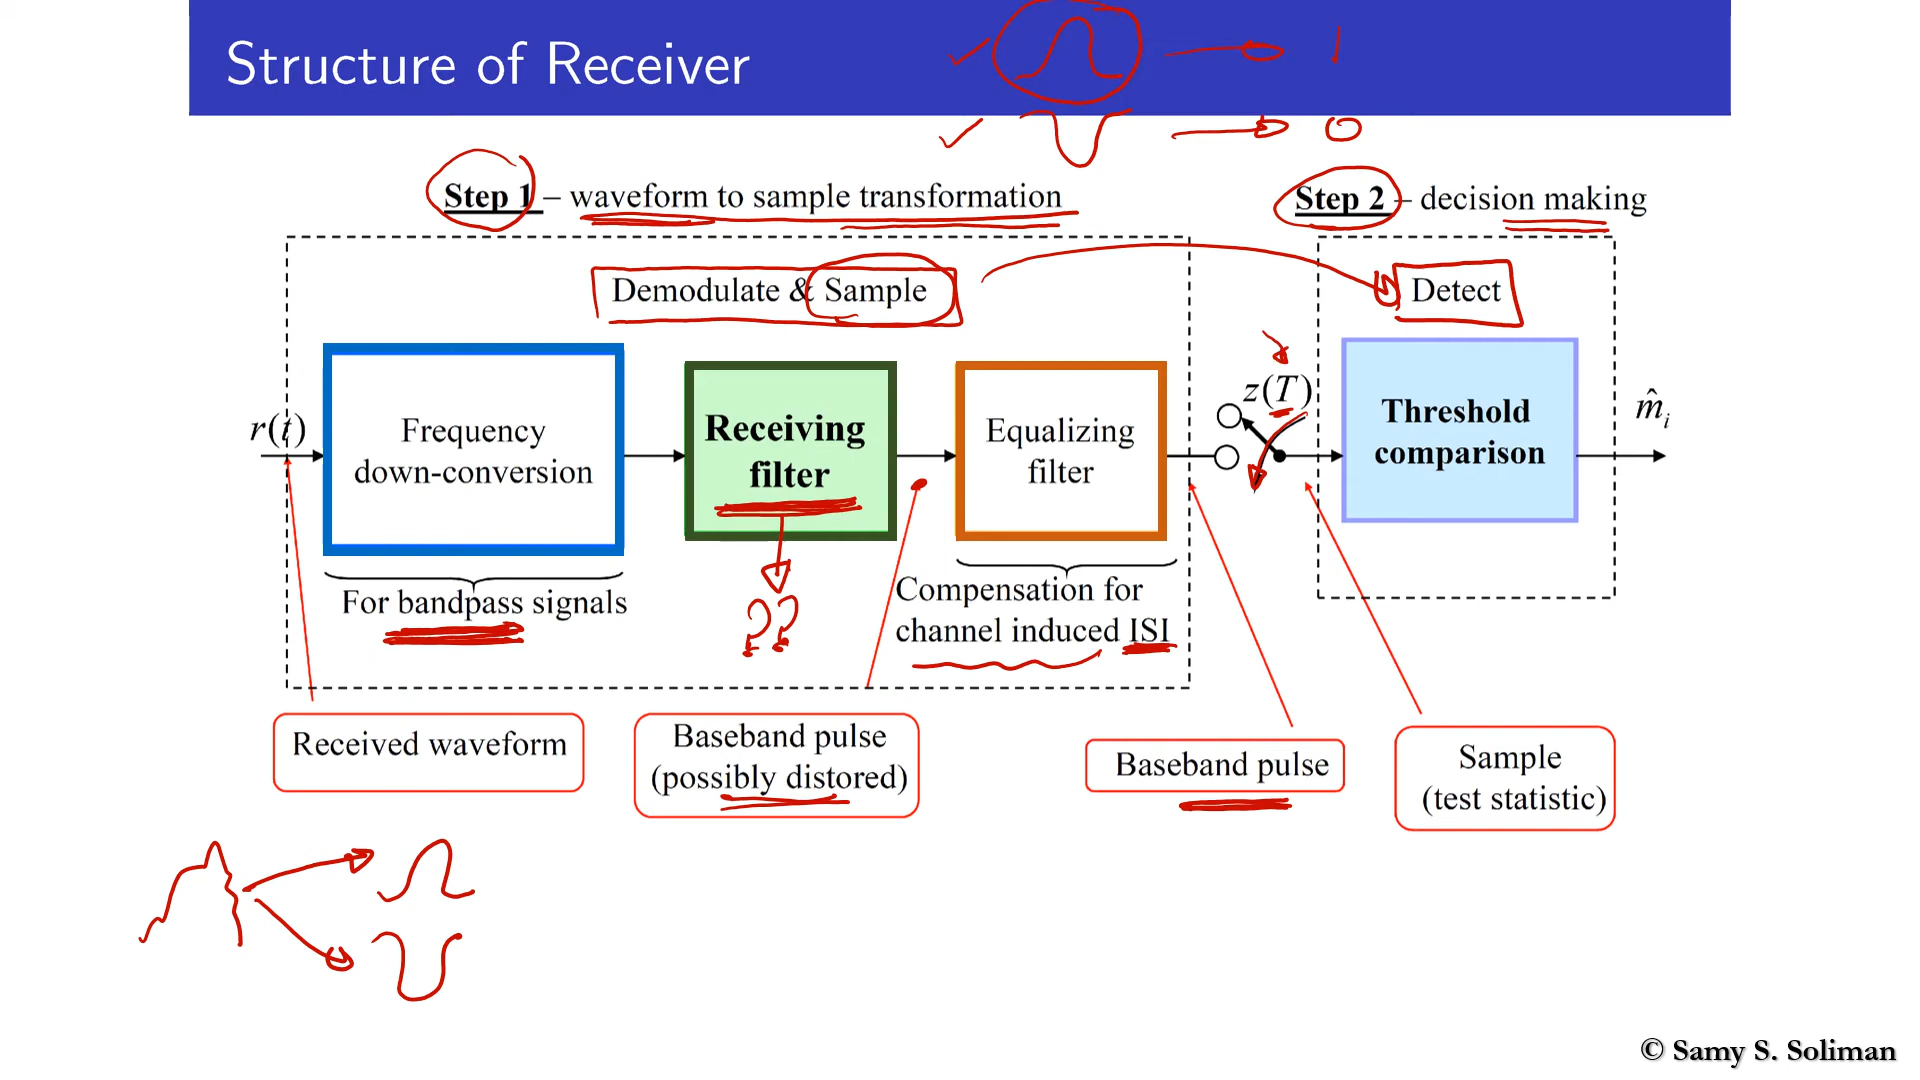 Structure of Receiver
1
0
Step 1 – waveform to sample transformation
Step 2 – decision making
Demodulate & Sample
Detect
r(t)
Frequency
down-conversion
Receiving
filter
Equalizing
filter
z(T)
Threshold
comparison
m̂i
For bandpass signals
??
Compensation for
channel induced ISI
Received waveform
Baseband pulse
(possibly distored)
Baseband pulse
Sample
(test statistic)
© Samy S. Soliman